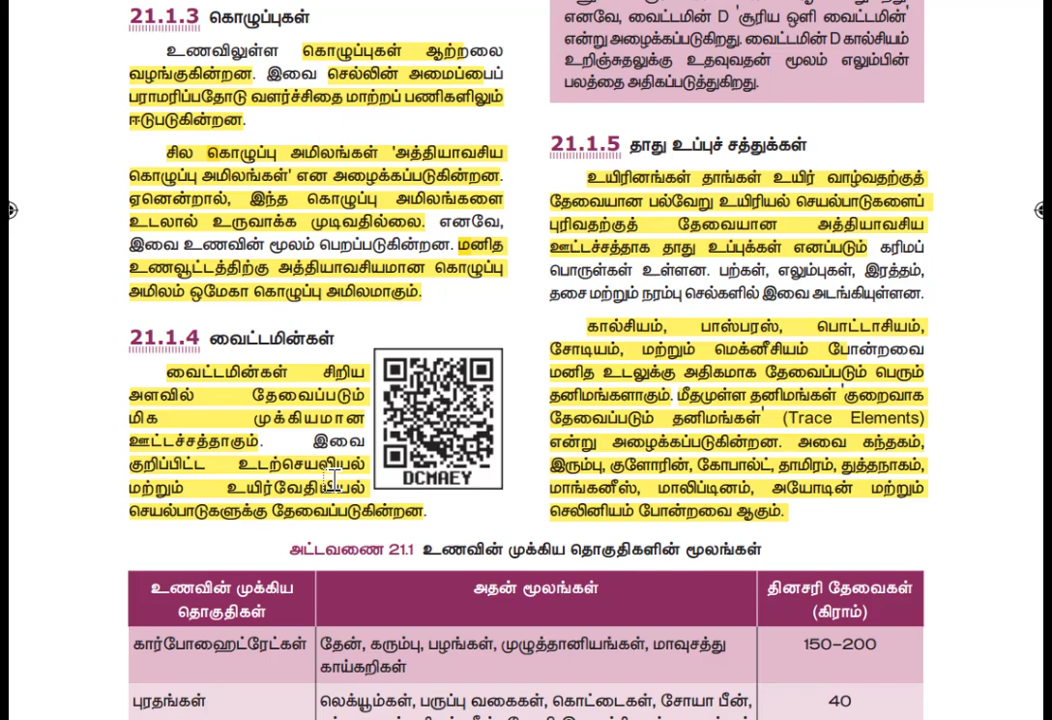 21.1.3 கொழுப்புகள்
உணவிலுள்ள கொழுப்புகள் ஆற்றலை
வழங்குகின்றன. இவை செல்லின் அமைப்பைப்
பராமரிப்பதோடு வளர்ச்சிதை மாற்றப் பணிகளிலும்
ஈடுபடுகின்றன.
சில கொழுப்பு அமிலங்கள் 'அத்தியாவசிய
கொழுப்பு அமிலங்கள்' என அழைக்கப்படுகின்றன.
ஏனென்றால், இந்த கொழுப்பு அமிலங்களை
உடலால் உருவாக்க முடிவதில்லை. எனவே,
இவை உணவின் மூலம் பெறப்படுகின்றன. மனித
உணவூட்டத்திற்கு அத்தியாவசியமான கொழுப்பு
அமிலம் ஒமேகா கொழுப்பு அமிலமாகும்.
21.1.4 வைட்டமின்கள்
வைட்டமின்கள் சிறிய
அளவில் தேவைப்படும்
மிக முக்கியமான
ஊட்டச்சத்தாகும். இவை
குறிப்பிட்ட உடற்செயலியல்
மற்றும் உயிர்வேதியியல்
செயல்பாடுகளுக்கு தேவைப்படுகின்றன.
DCMAEY
எனவே, வைட்டமின் D 'சூரிய ஒளி வைட்டமின்'
என்று அழைக்கப்படுகிறது. வைட்டமின் D கால்சியம்
உறிஞ்சுதலுக்கு உதவுவதன் மூலம் எலும்பின்
பலத்தை அதிகப்படுத்துகிறது.
21.1.5 தாது உப்புச் சத்துக்கள்
உயிரினங்கள் தாங்கள் உயிர் வாழ்வதற்குத்
தேவையான பல்வேறு உயிரியல் செயல்பாடுகளைப்
புரிவதற்குத் தேவையான அத்தியாவசிய
ஊட்டச்சத்தாக தாது உப்புக்கள் எனப்படும் கரிமப்
பொருள்கள் உள்ளன. பற்கள், எலும்புகள், இரத்தம்,
தசை மற்றும் நரம்பு செல்களில் இவை அடங்கியுள்ளன.
கால்சியம், பாஸ்பரஸ், பொட்டாசியம்,
சோடியம், மற்றும் மெக்னீசியம் போன்றவை
மனித உடலுக்கு அதிகமாக தேவைப்படும் பெரும்
தனிமங்களாகும். மீதமுள்ள தனிமங்கள் 'குறைவாக
தேவைப்படும் தனிமங்கள்' (Trace Elements)
என்று அழைக்கப்படுகின்றன. அவை கந்தகம்,
இரும்பு, குளோரின், கோபால்ட், தாமிரம், துத்தநாகம்,
மாங்கனீஸ், மாலிப்டினம், அயோடின் மற்றும்
செலினியம் போன்றவை ஆகும்.
அட்டவணை 21.1 உணவின் முக்கிய தொகுதிகளின் மூலங்கள்
உணவின் முக்கிய தொகுதிகள்
அதன் மூலங்கள்
தினசரி தேவைகள் (கிராம்)
கார்போஹைட்ரேட்கள்
தேன், கரும்பு, பழங்கள், முழுத்தானியங்கள், மாவுசத்து
காய்கறிகள்
150–200
புரதங்கள்
லெக்யூம்கள், பருப்பு வகைகள், கொட்டைகள், சோயா பீன்,
40